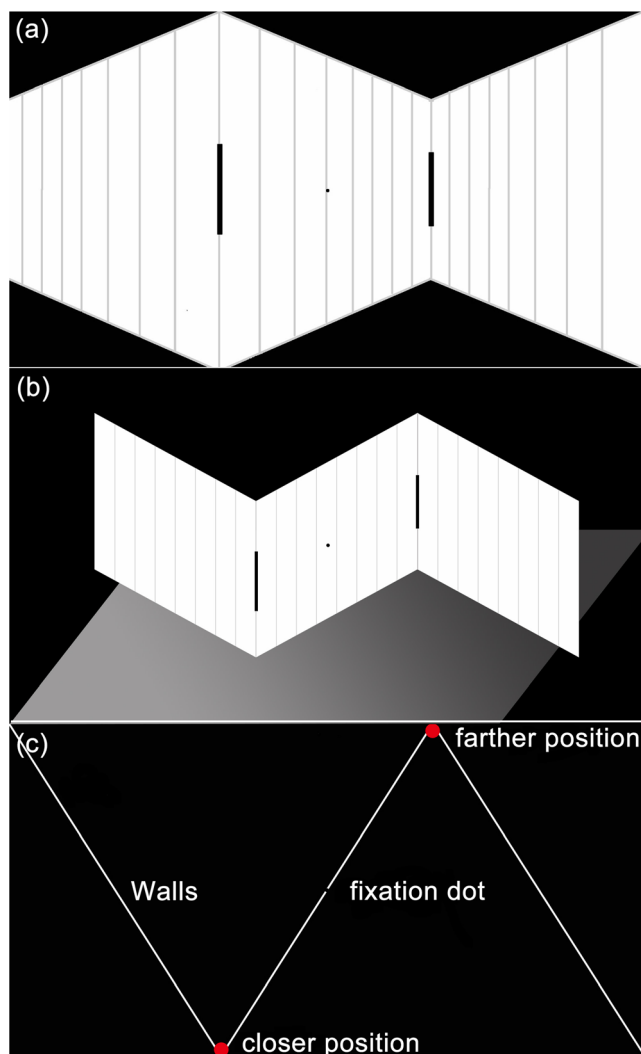 (a)
(b)
(c)
farther position
Walls
fixation dot
closer position